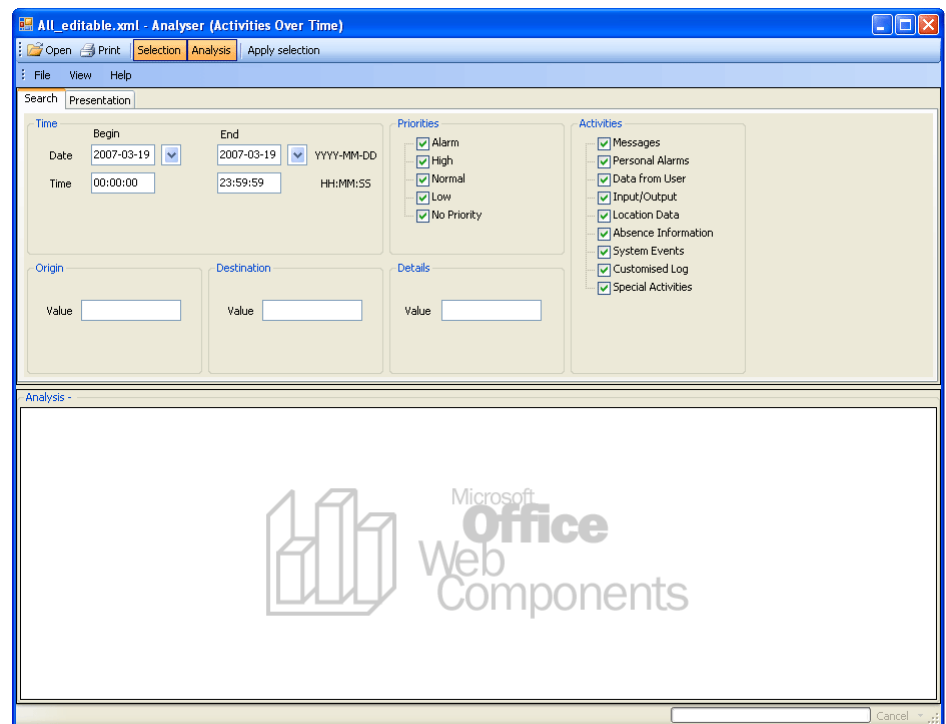 All_editable.xml - Analyser (Activities Over Time)
Open Print Selection Analysis Apply selection
File View Help
Search Presentation
Time
Begin End
Date 2007-03-19 2007-03-19 YYYY-MM-DD
Time 00:00:00 23:59:59 HH:MM:SS
Priorities
Alarm
High
Normal
Low
No Priority
Activities
Messages
Personal Alarms
Data from User
Input/Output
Location Data
Absence Information
System Events
Customised Log
Special Activities
Origin
Value
Destination
Value
Details
Value
Analysis -
Microsoft
Office
Web
Components
Cancel